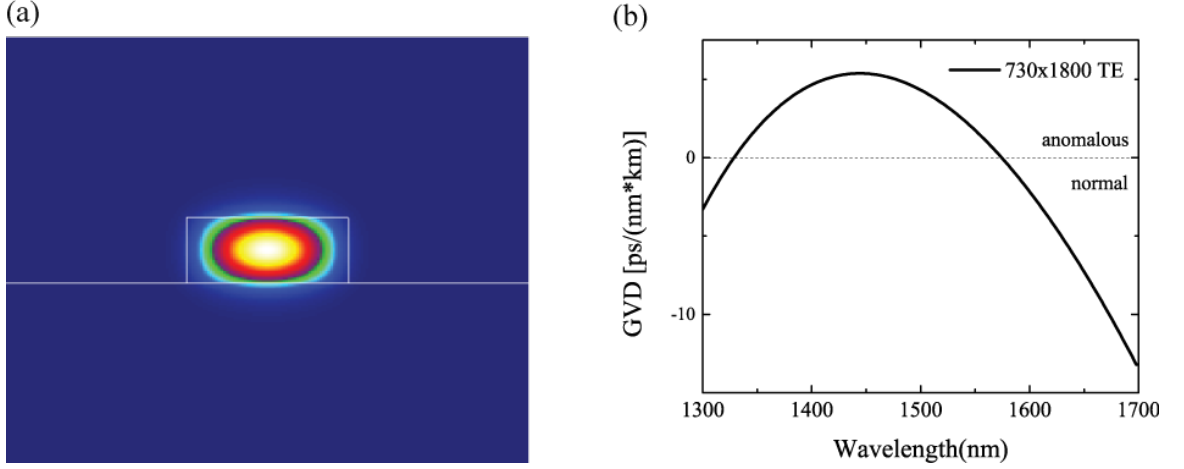 (a)
(b)
730x1800 TE
anomalous
normal
GVD [ps/(nm*km)]
0
-10
1300
1400
1500
1600
1700
Wavelength(nm)